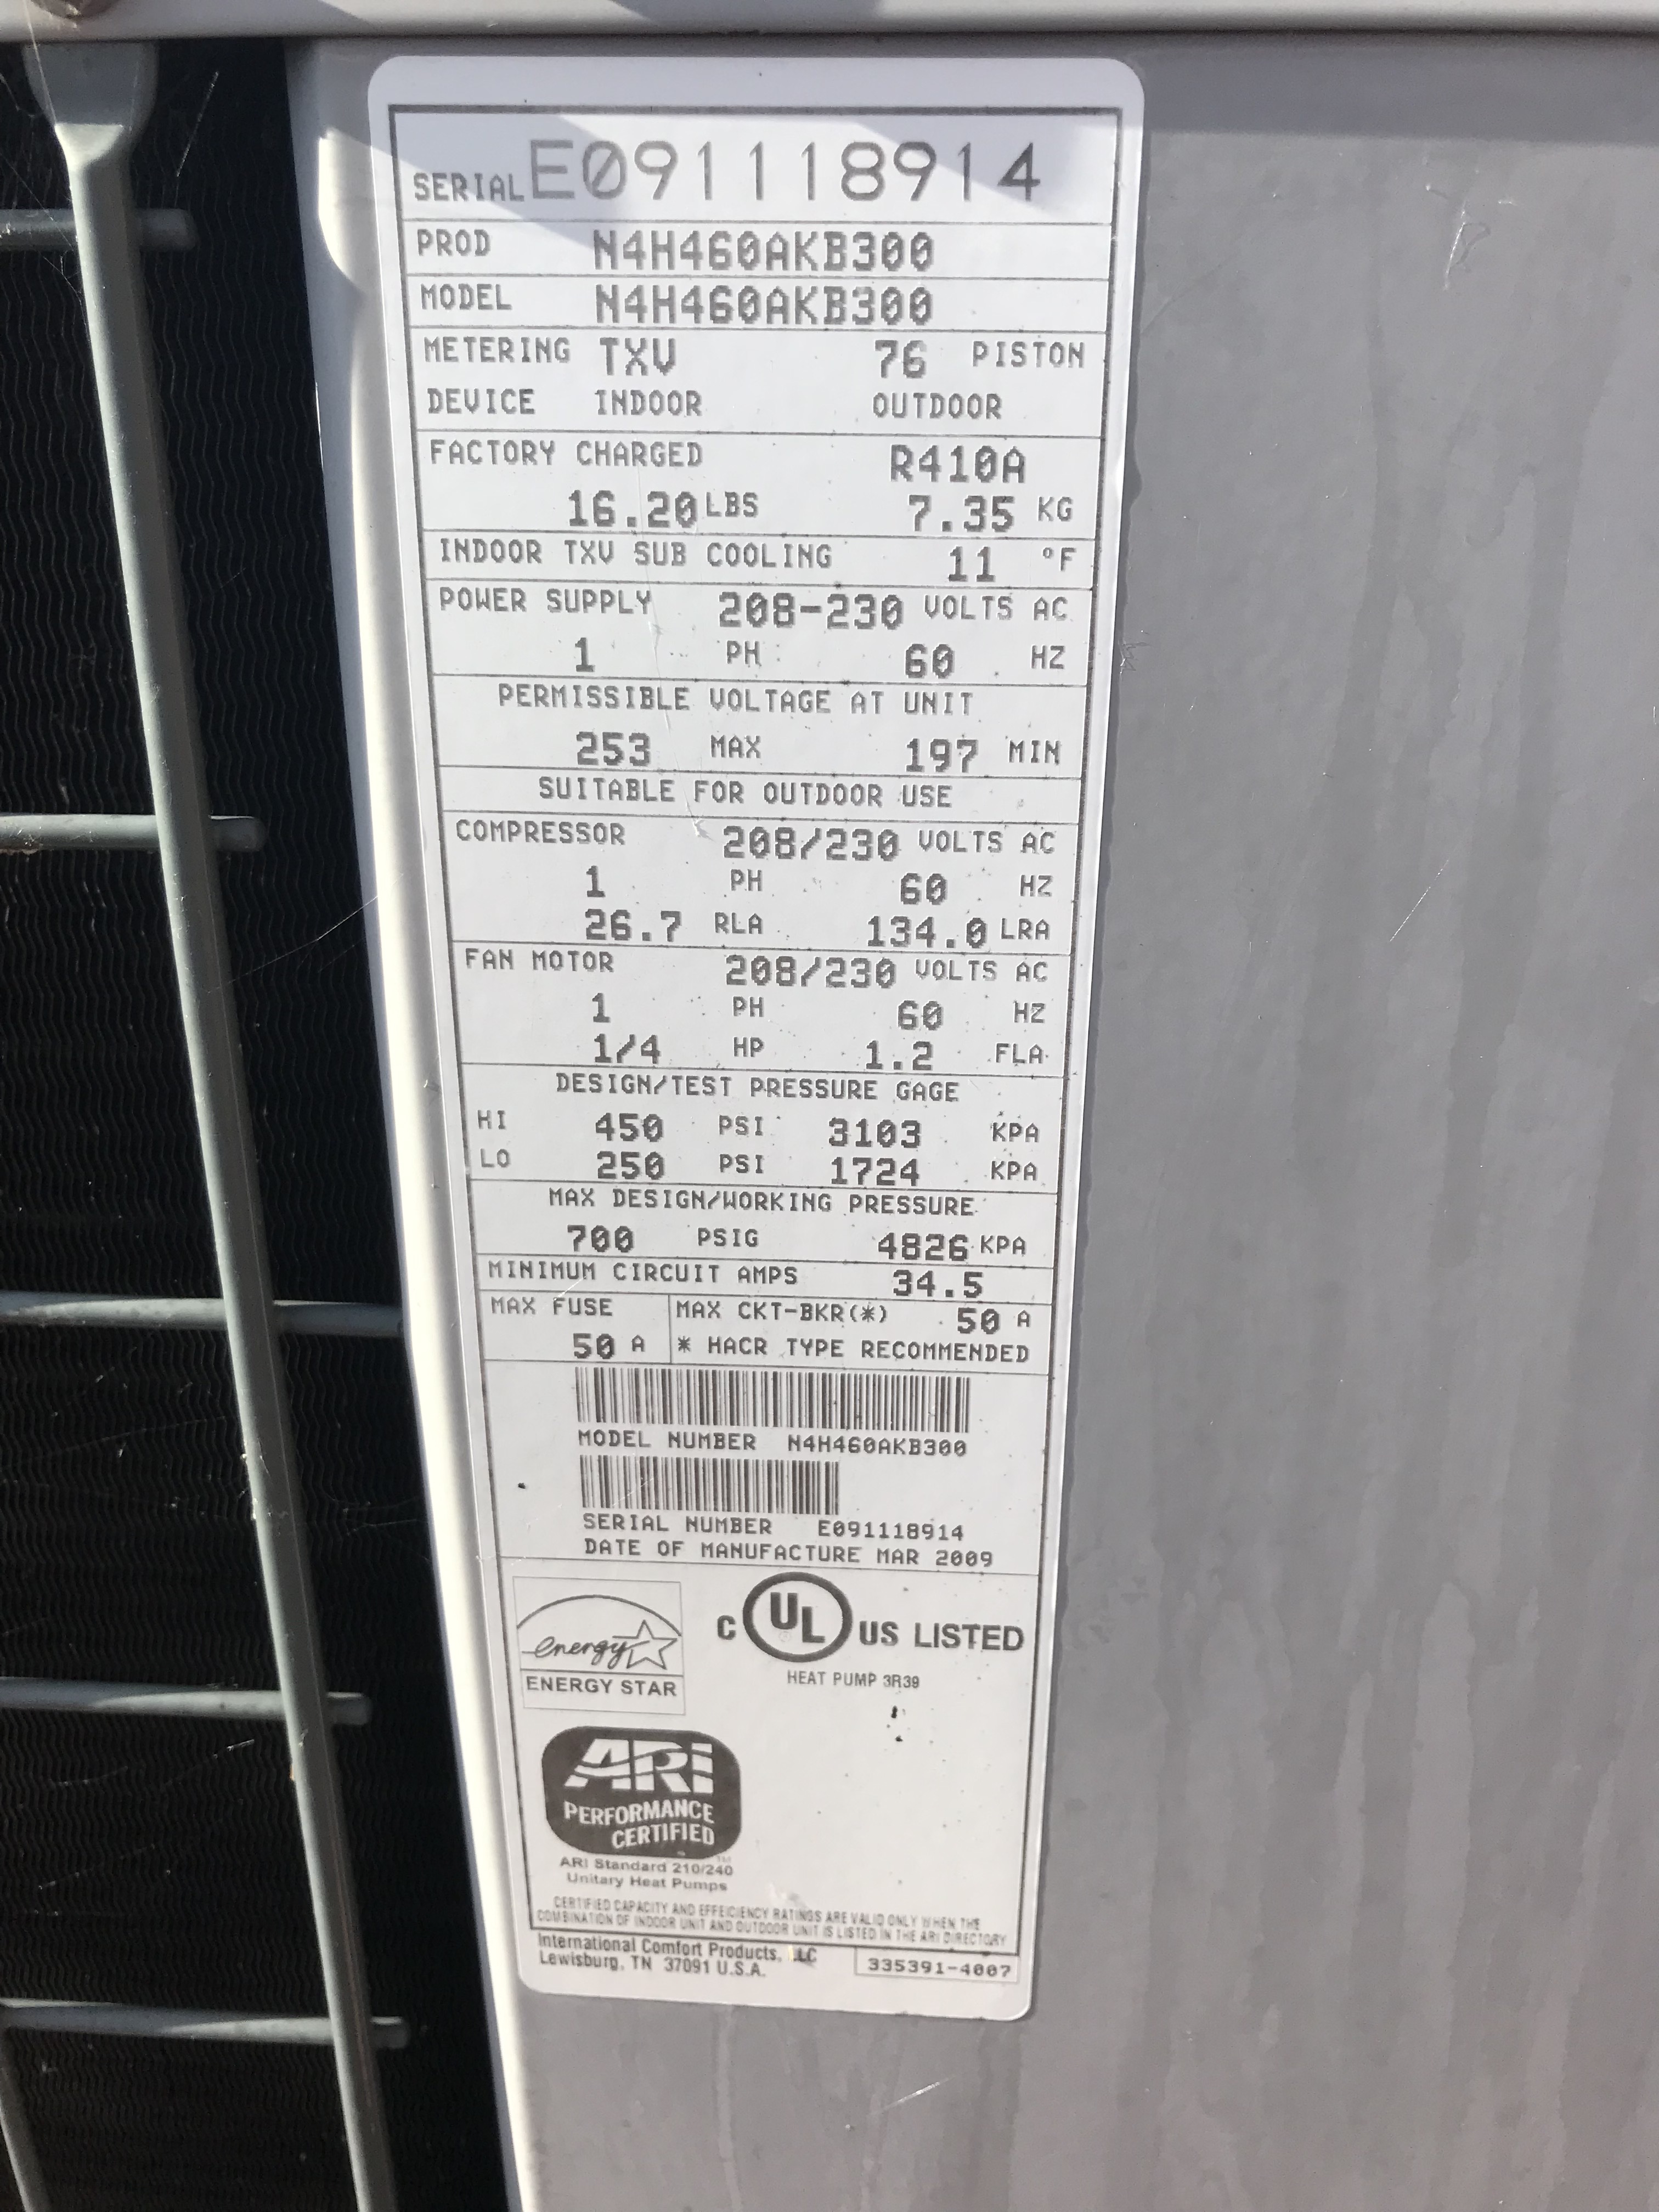 SERIAL E091118914
PROD N4H460AKB300
MODEL N4H460AKB300
METERING TXV 76 PISTON
DEVICE INDOOR OUTDOOR
FACTORY CHARGED R410A
16.20 LBS 7.35 KG
INDOOR TXV SUB COOLING 11 °F
POWER SUPPLY 208-230 VOLTS AC
1 PH 60 HZ
PERMISSIBLE VOLTAGE AT UNIT
253 MAX 197 MIN
SUITABLE FOR OUTDOOR USE
COMPRESSOR 208/230 VOLTS AC
1 PH 60 HZ
26.7 RLA 134.0 LRA
FAN MOTOR 208/230 VOLTS AC
1 PH 60 HZ
1/4 HP 1.2 FLA
DESIGN/TEST PRESSURE GAGE
HI 450 PSI 3103 KPA
LO 250 PSI 1724 KPA
MAX DESIGN/WORKING PRESSURE
700 PSIG 4826 KPA
MINIMUM CIRCUIT AMPS 34.5
MAX FUSE MAX CKT-BKR(*) 50 A
50 A * HACR TYPE RECOMMENDED
MODEL NUMBER N4H460AKB300
SERIAL NUMBER E091118914
DATE OF MANUFACTURE MAR 2009
energy
ENERGY STAR
C UL US LISTED
HEAT PUMP 3R39
ARI
PERFORMANCE
CERTIFIED
TM
ARI Standard 210/240
Unitary Heat Pumps
CERTIFIED CAPACITY AND EFFEICIENCY RATINGS ARE VALID ONLY WHEN THE
COMBINATION OF INDOOR UNIT AND OUTDOOR UNIT IS LISTED IN THE ARI DIRECTORY
International Comfort Products, LLC
Lewisburg, TN 37091 U.S.A.
335391-4007